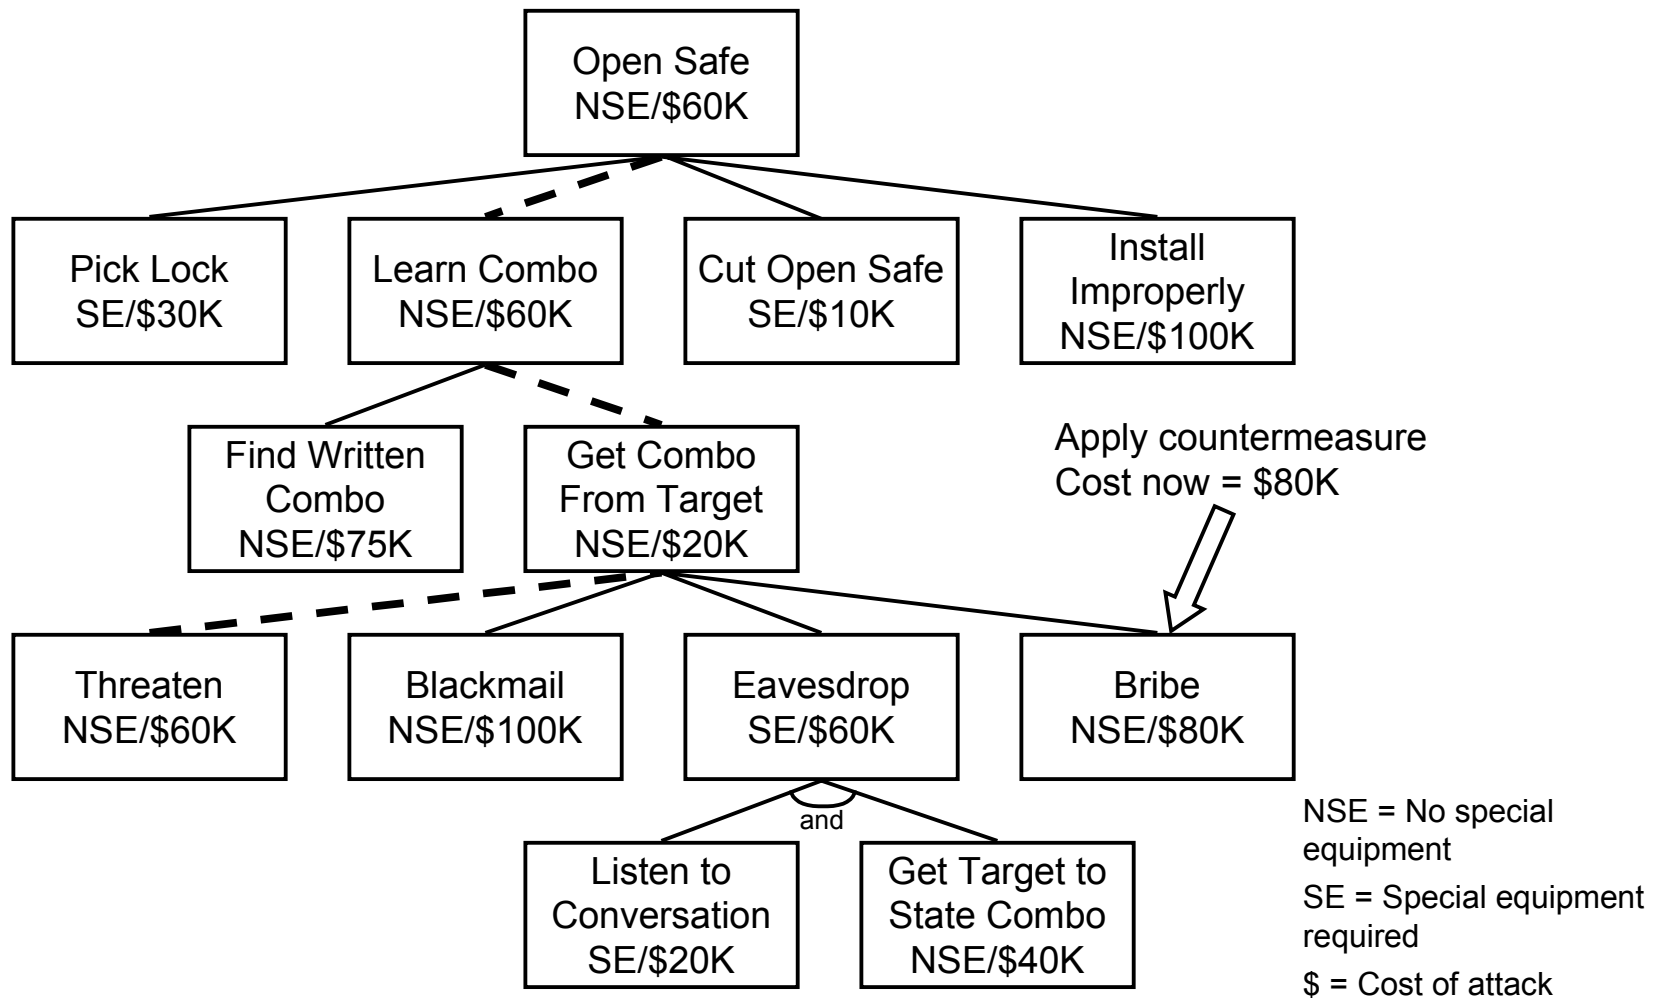 Open Safe
NSE/$60K
Pick Lock
SE/$30K
Learn Combo
NSE/$60K
Cut Open Safe
SE/$10K
Install
Improperly
NSE/$100K
Find Written
Combo
NSE/$75K
Get Combo
From Target
NSE/$20K
Apply countermeasure
Cost now = $80K
Threaten
NSE/$60K
Blackmail
NSE/$100K
Eavesdrop
SE/$60K
Bribe
NSE/$80K
and
Listen to
Conversation
SE/$20K
Get Target to
State Combo
NSE/$40K
NSE = No special
equipment
SE = Special equipment
required
$ = Cost of attack